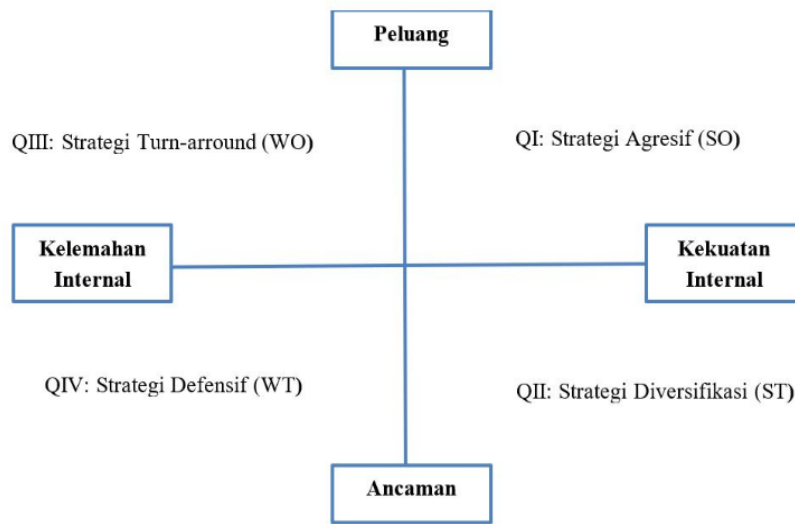 Peluang
QIII: Strategi Turn-arround (WO)
QI: Strategi Agresif (SO)
Kelemahan
Internal
Kekuatan
Internal
QIV: Strategi Defensif (WT)
QII: Strategi Diversifikasi (ST)
Ancaman